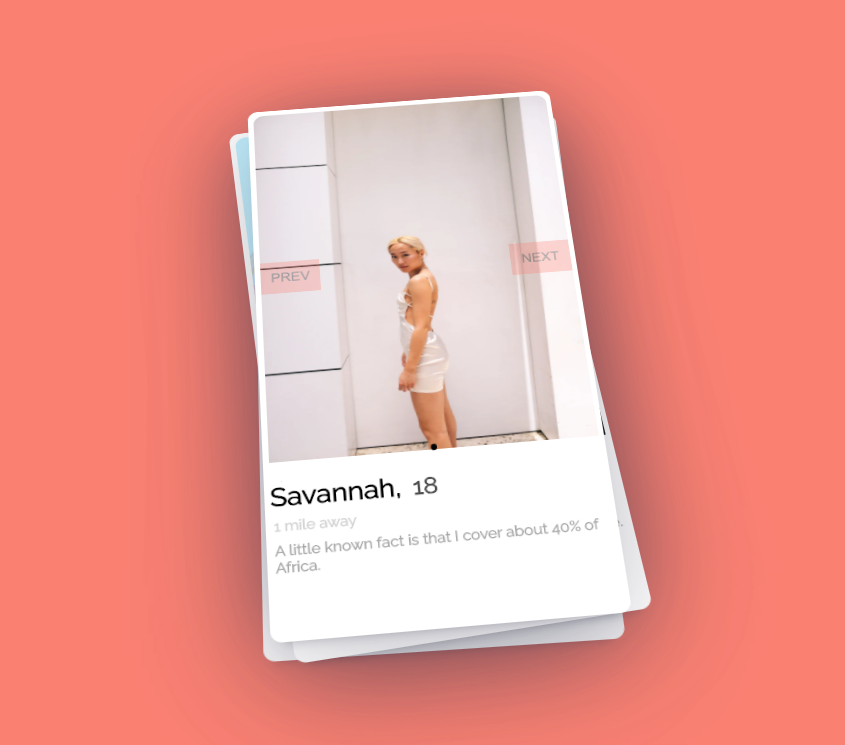 PREV
NEXT
Savannah, 18
1 mile away
A little known fact is that I cover about 40% of
Africa.